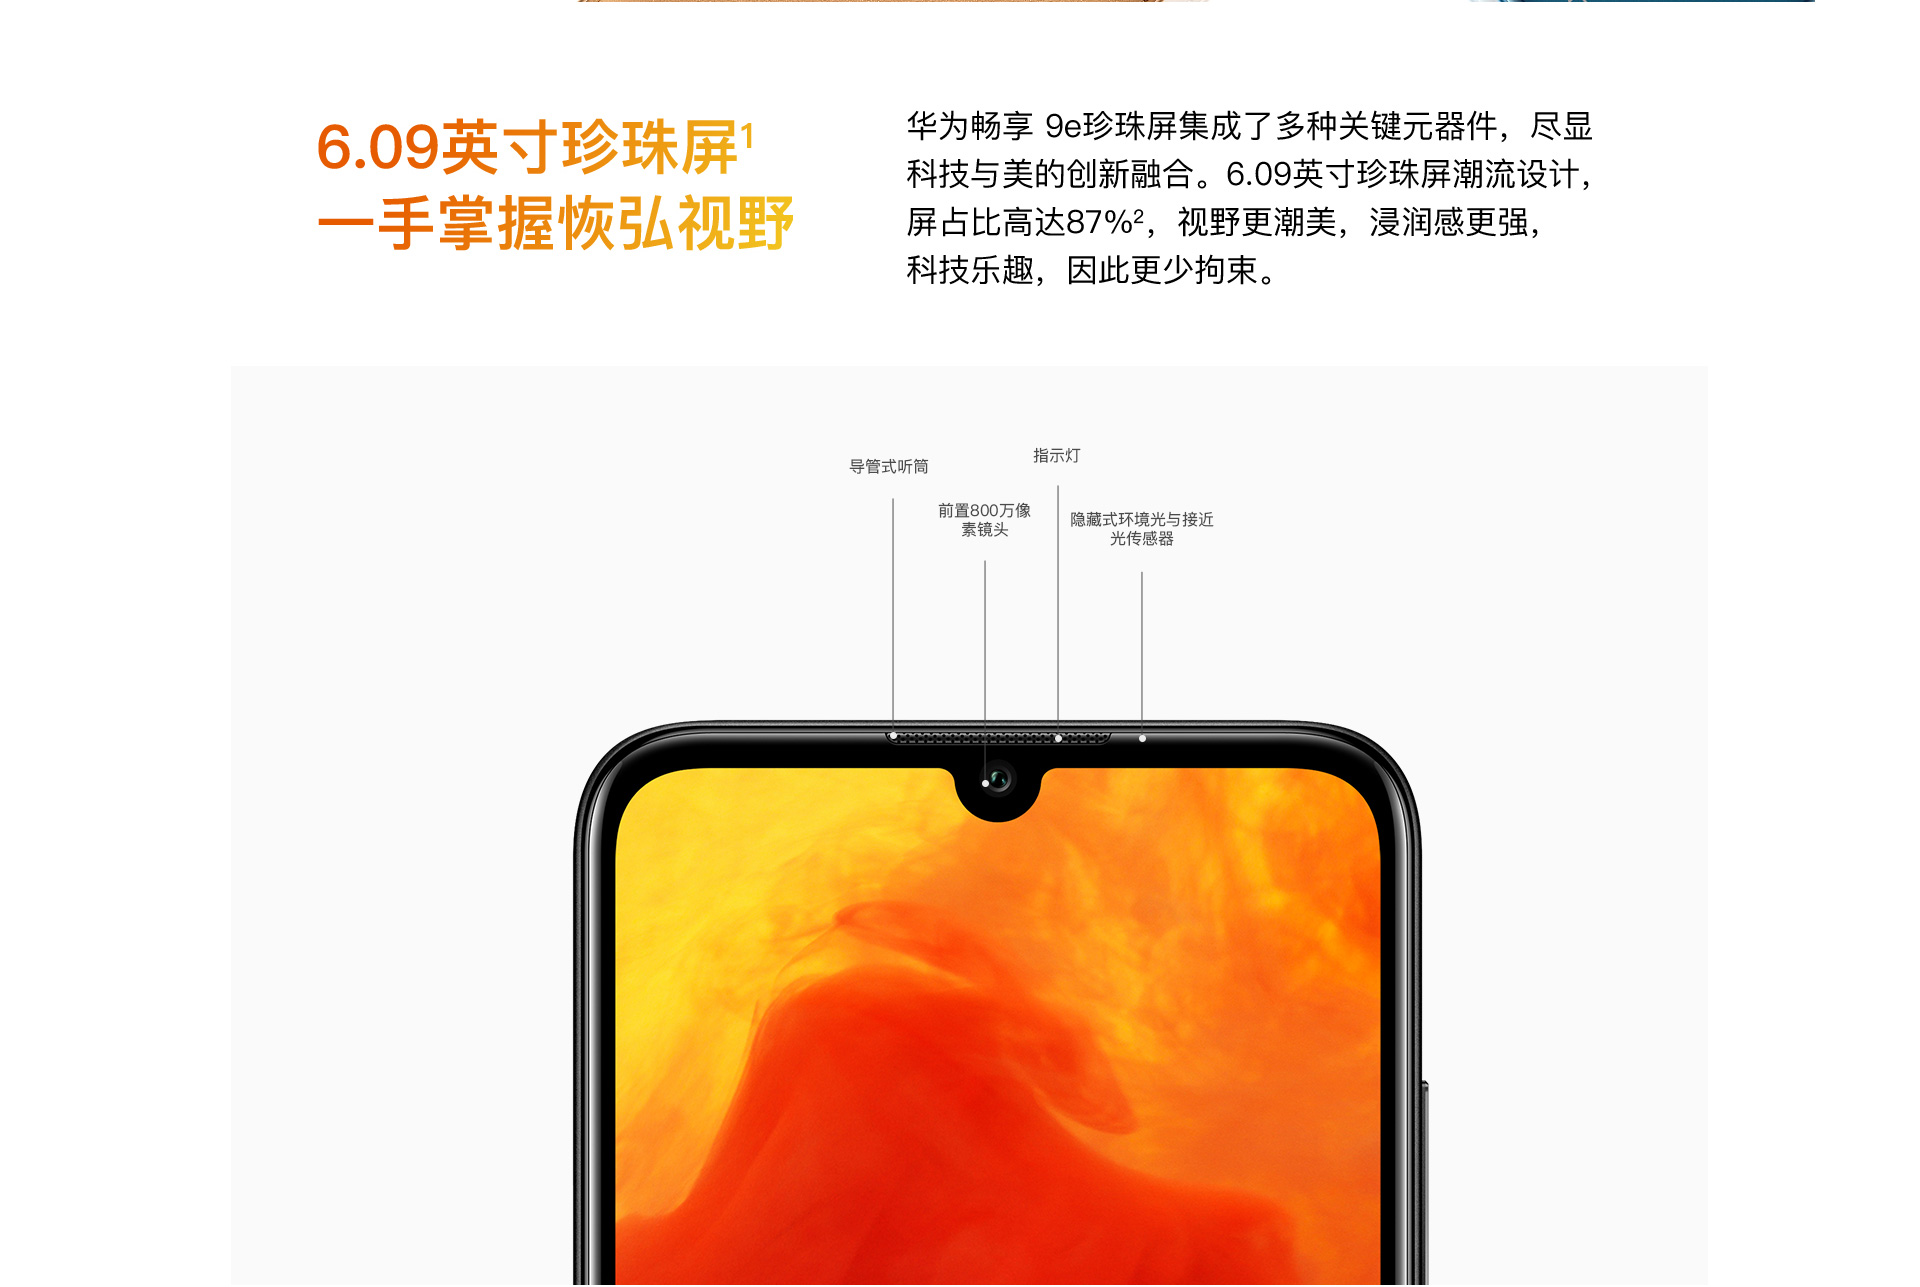 6.09英寸珍珠屏¹
一手掌握恢弘视野
华为畅享 9e珍珠屏集成了多种关键元器件，尽显
科技与美的创新融合。6.09英寸珍珠屏潮流设计，
屏占比高达87%²，视野更潮美，浸润感更强，
科技乐趣，因此更少拘束。
导管式听筒
指示灯
前置800万像
素镜头
隐藏式环境光与接近
光传感器